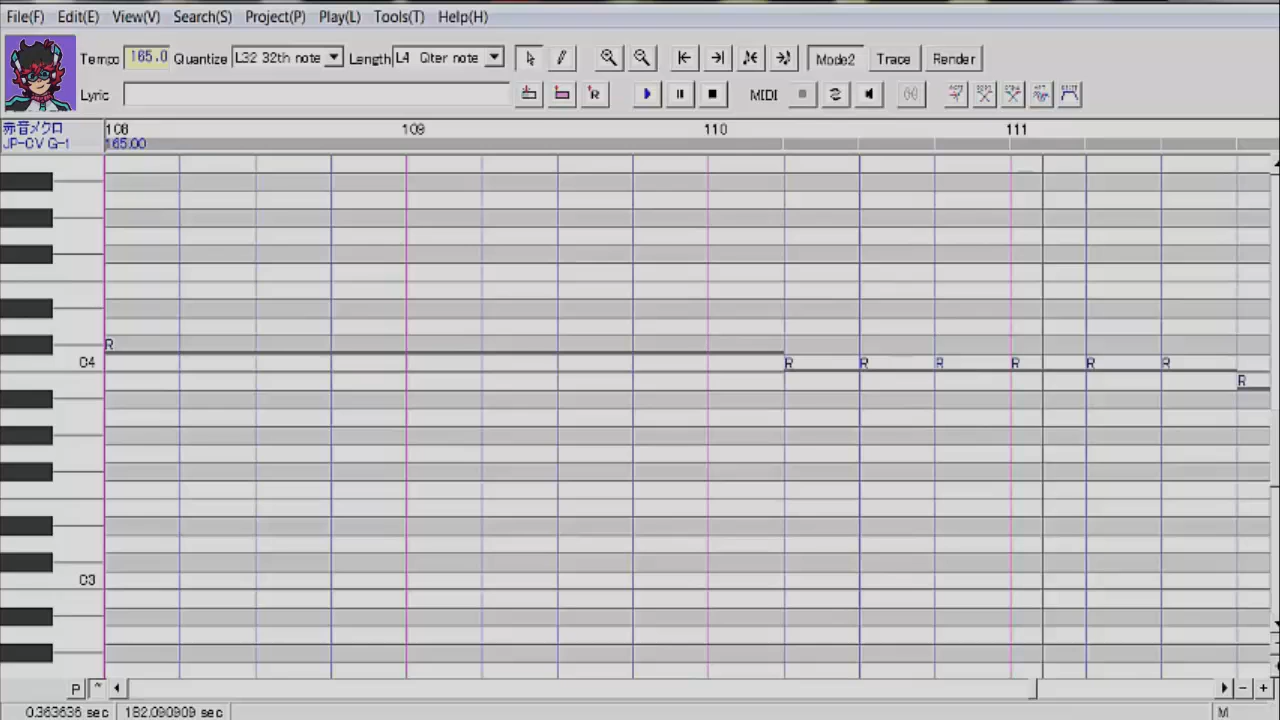 File(F) Edit(E) View(V) Search(S) Project(P) Play(L) Tools(T) Help(H)
Tempo 165.0 Quantize L32 32th note Length L4 Qter note Mode2 Trace Render
Lyric R MIDI
赤音メクロ 108 109 110 111
JP-CV G-1 165.00
R
C4 R R R R R R
R
C3
P ^ - +
0.363636 sec 182.090909 sec M